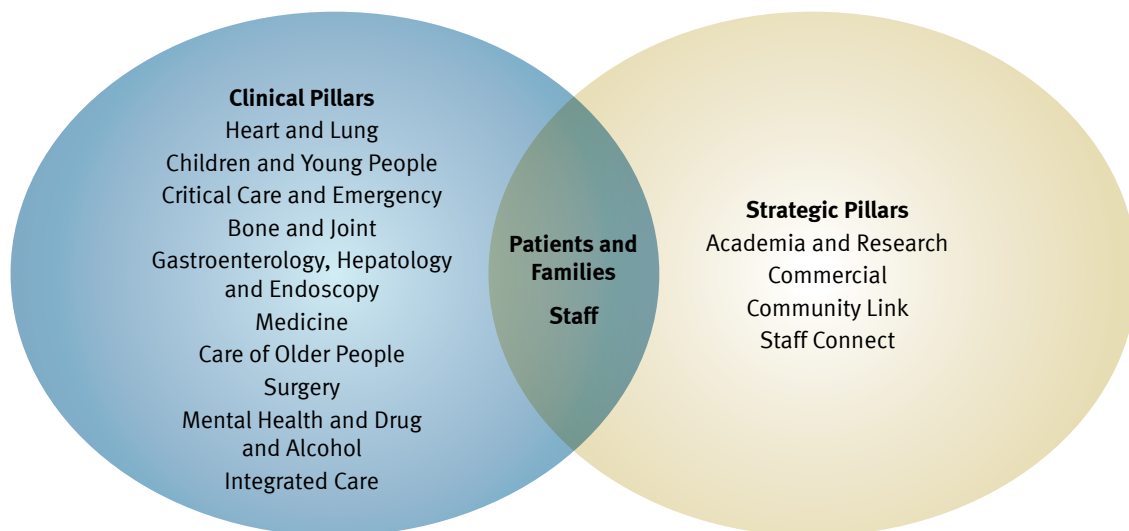 Clinical Pillars
Heart and Lung
Children and Young People
Critical Care and Emergency
Bone and Joint
Gastroenterology, Hepatology
and Endoscopy
Medicine
Care of Older People
Surgery
Mental Health and Drug
and Alcohol
Integrated Care
Patients and
Families
Staff
Strategic Pillars
Academia and Research
Commercial
Community Link
Staff Connect